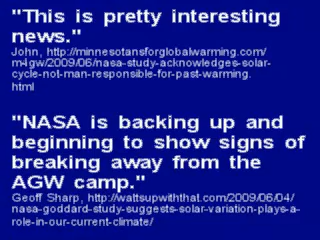 "This is pretty interesting
news."
John, http://minnesotansforglobalwarming.com/
m4gw/2009/06/nasa-study-acknowledges-solar-
cycle-not-man-responsible-for-past-warming.
html
"NASA is backing up and
beginning to show signs of
breaking away from the
AGW camp."
Geoff Sharp, http://wattsupwiththat.com/2009/06/04/
nasa-goddard-study-suggests-solar-variation-plays-a-
role-in-our-current-climate/